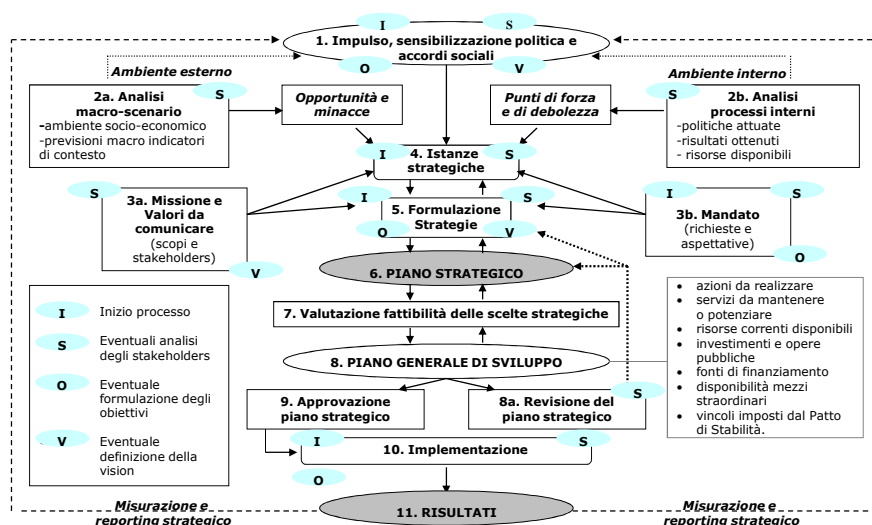 I S
1. Impulso, sensibilizzazione politica e
accordi sociali
O V
Ambiente esterno
Ambiente interno
2a. Analisi S
macro-scenario
-ambiente socio-economico
-previsioni macro indicatori
di contesto
Opportunità e
minacce
Punti di forza
e di debolezza
S 2b. Analisi
processi interni
-politiche attuate
-risultati ottenuti
- risorse disponibili
I 4. Istanze S
strategiche
S
3a. Missione e
Valori da
comunicare
(scopi e
stakeholders)
V
I S
5. Formulazione
Strategie
O V
I S
3b. Mandato
(richieste e
aspettative)
O
6. PIANO STRATEGICO
I Inizio processo
S Eventuali analisi
degli stakeholders
O Eventuale
formulazione degli
obiettivi
V Eventuale
definizione della
vision
7. Valutazione fattibilità delle scelte strategiche
8. PIANO GENERALE DI SVILUPPO
• azioni da realizzare
• servizi da mantenere
o potenziare
• risorse correnti disponibili
• investimenti e opere
pubbliche
• fonti di finanziamento
• disponibilità mezzi
straordinari
• vincoli imposti dal Patto
di Stabilità.
9. Approvazione
piano strategico
8a. Revisione del
piano strategico
S
I S
10. Implementazione
O
Misurazione e
reporting strategico
11. RISULTATI
Misurazione e
reporting strategico